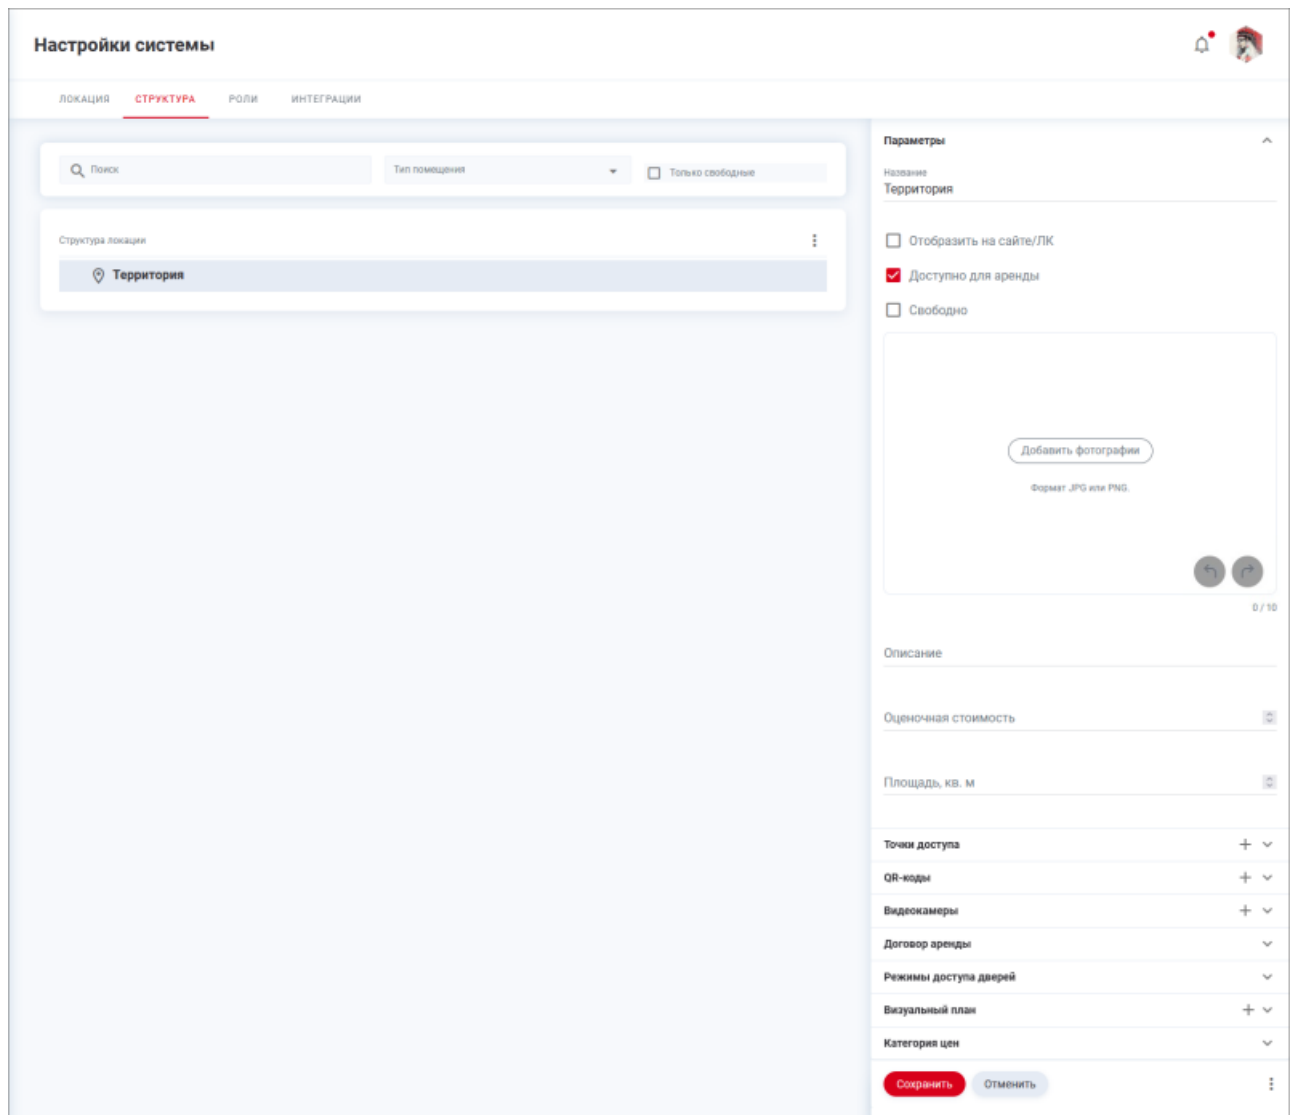 Настройки системы
ЛОКАЦИЯ СТРУКТУРА РОЛИ ИНТЕГРАЦИИ
Поиск Тип помещения Только свободные
Структура локации
Территория
Параметры
Название
Территория
Отобразить на сайте/ЛК
Доступно для аренды
Свободно
Добавить фотографии
Формат JPG или PNG.
0 / 10
Описание
Оценочная стоимость
Площадь, кв. м
Точки доступа
QR-коды
Видеокамеры
Договор аренды
Режимы доступа дверей
Визуальный план
Категория цен
Сохранить Отменить